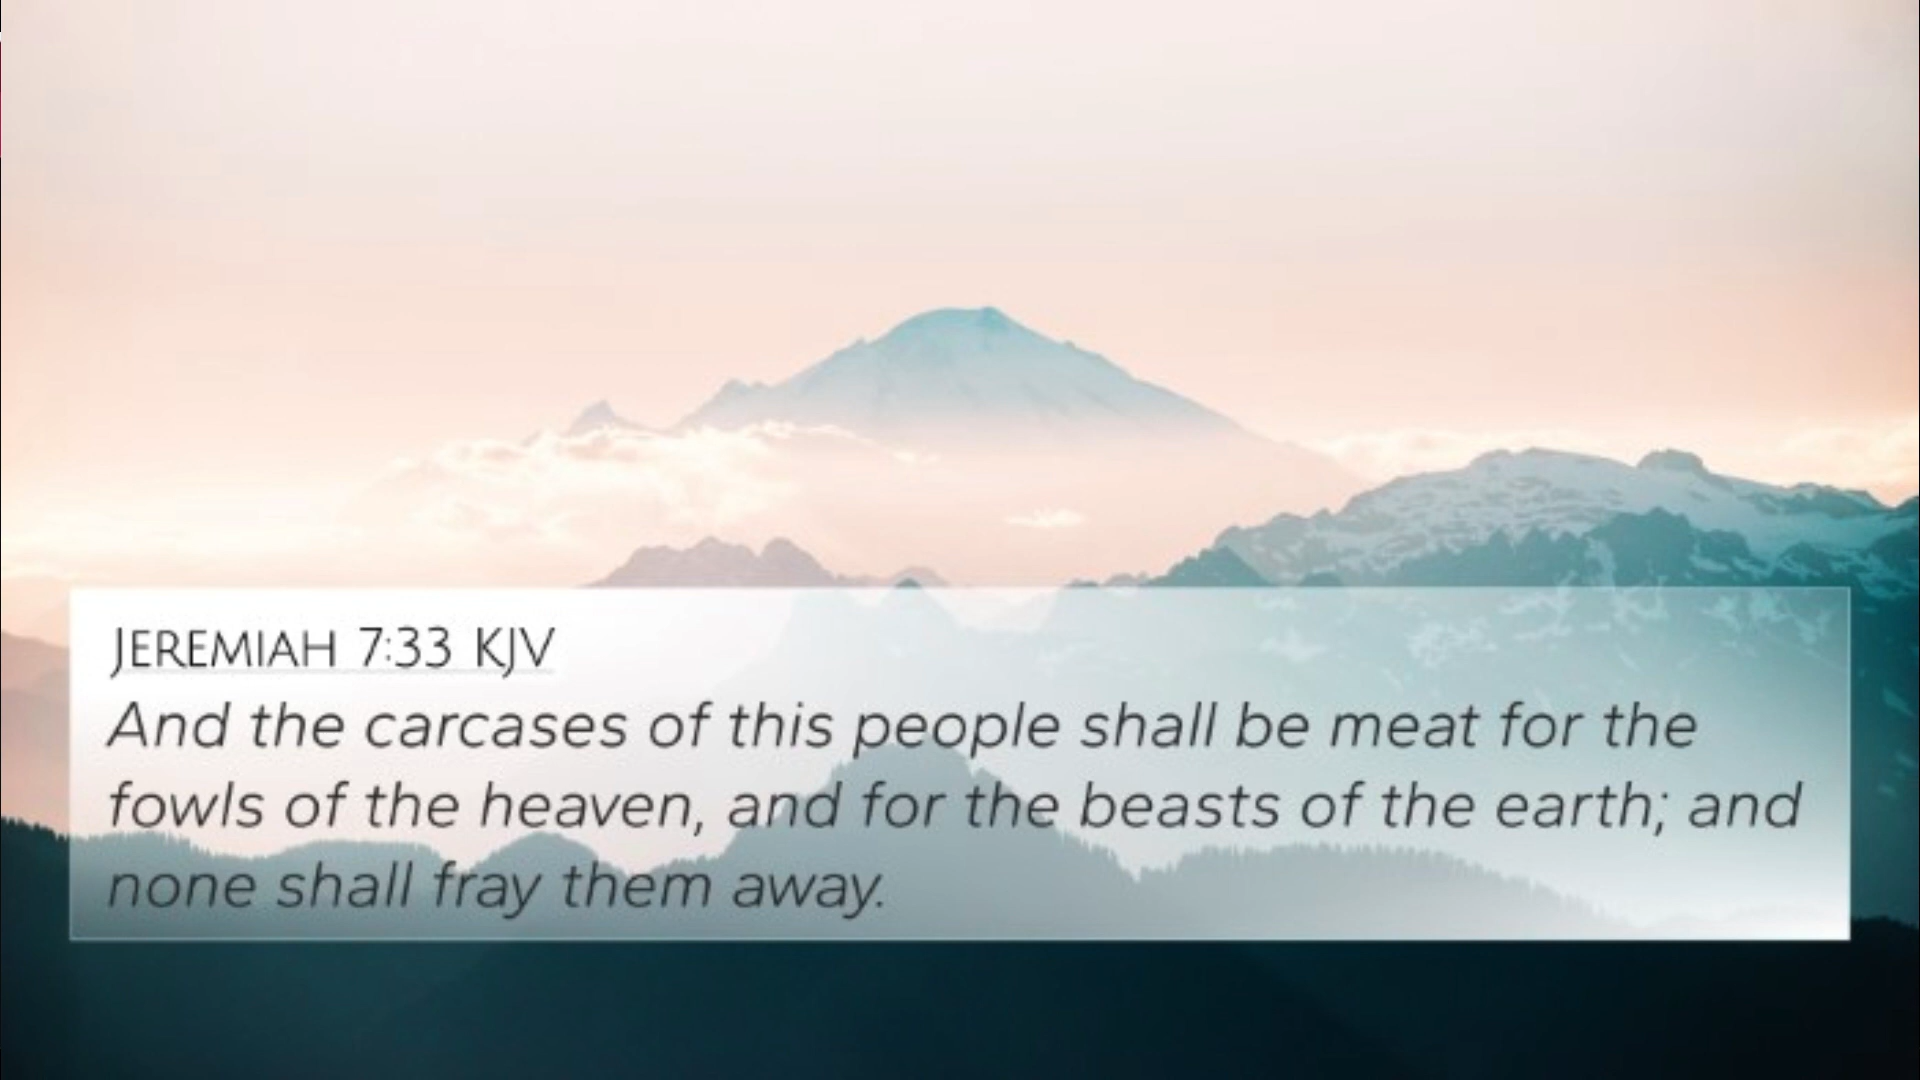 JEREMIAH 7:33 KJV
And the carcases of this people shall be meat for the
fowls of the heaven, and for the beasts of the earth; and
none shall fray them away.